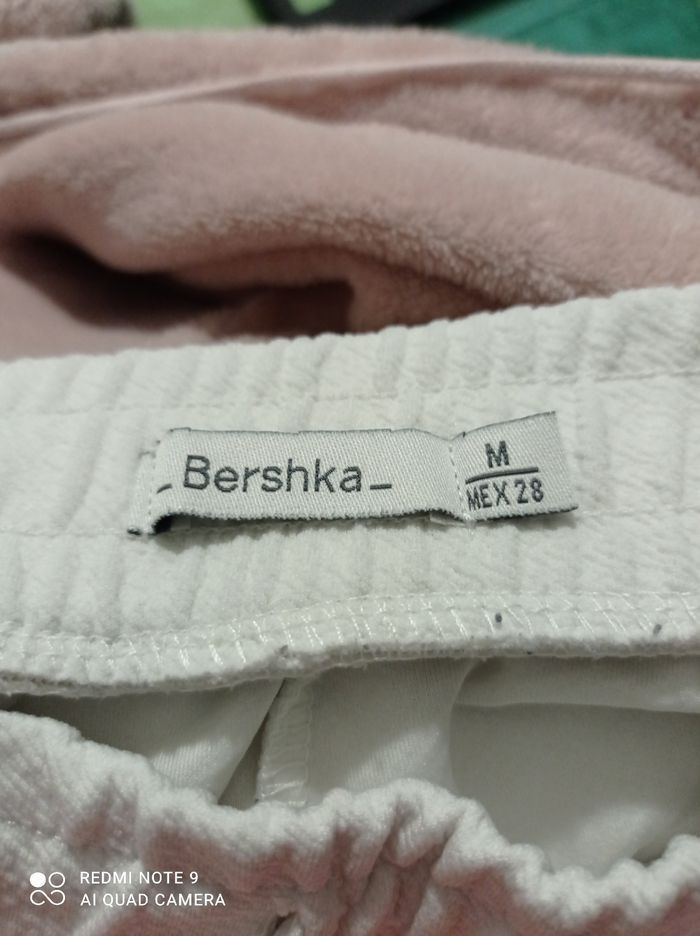 _Bershka_
M
MEX 28
REDMI NOTE 9
AI QUAD CAMERA